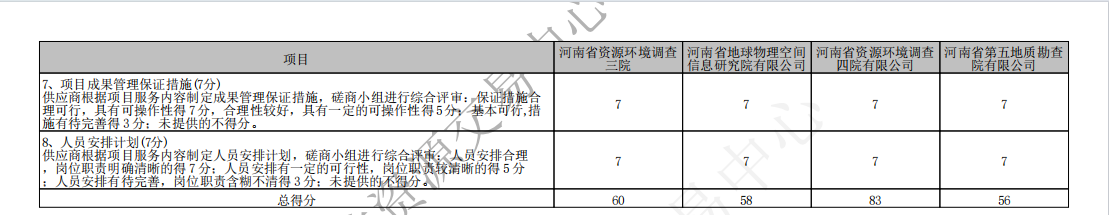 项目
河南省资源环境调查
三院
河南省地球物理空间
信息研究院有限公司
河南省资源环境调查
四院有限公司
河南省第五地质勘查
院有限公司
7、项目成果管理保证措施(7分)
供应商根据项目服务内容制定成果管理保证措施，磋商小组进行综合评审：保证措施合
理可行，具有可操作性得7分，合理性较好，具有一定的可操作性得5分；基本可行,措
施有待完善得3分；未提供的不得分。
7
7
7
7
8、人员安排计划(7分)
供应商根据项目服务内容制定人员安排计划，磋商小组进行综合评审：人员安排合理
，岗位职责明确清晰的得7分；人员安排有一定的可行性，岗位职责较清晰的得5分
；人员安排有待完善，岗位职责含糊不清得3分；未提供的不得分。
7
7
7
7
总得分
60
58
83
56
资源交易中心
易中心